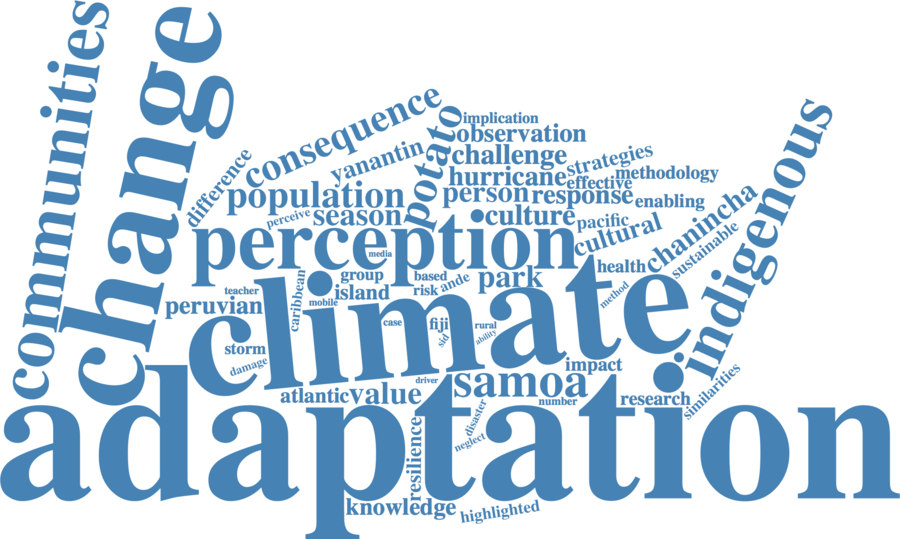 communities
change
consequence
potato
implication
observation
difference
yanantin
challenge
strategies
hurricane
effective
methodology
population
person
response
enabling
indigenous
perceive
season
culture
pacific
cultural
chanincha
perception
media
sustainable
health
group
based
park
teacher
caribbean
island
risk
ande
method
peruvian
mobile
climate
case
fiji
rural
sid
ability
storm
damage
driver
impact
atlantic
value
samoa
number
research
similarities
adaptation
disaster
neglect
resilience
knowledge
highlighted